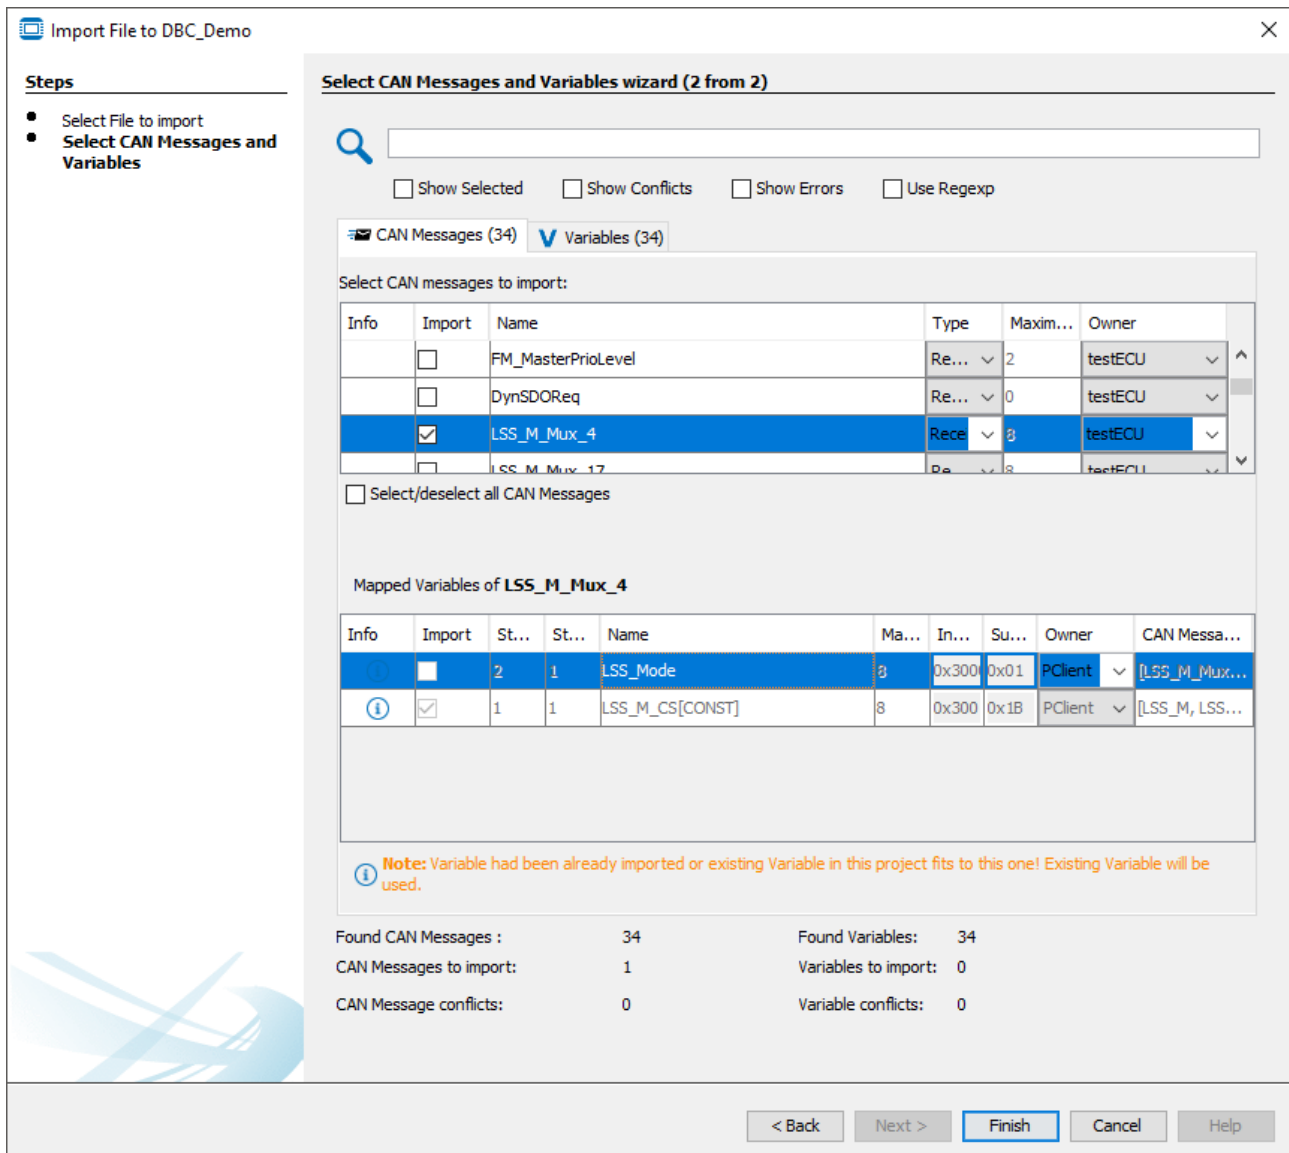 Import File to DBC_Demo
Steps
Select File to import
Select CAN Messages and
Variables
Select CAN Messages and Variables wizard (2 from 2)
Show Selected Show Conflicts Show Errors Use Regexp
CAN Messages (34) Variables (34)
Select CAN messages to import:
Info Import Name Type Maxim... Owner
FM_MasterPrioLevel Re... 2 testECU
DynSDOReq Re... 0 testECU
LSS_M_Mux_4 Rece 8 testECU
LSS_M_Mux_17 Re... 8 testECU
Select/deselect all CAN Messages
Mapped Variables of LSS_M_Mux_4
Info Import St... St... Name Ma... In... Su... Owner CAN Messa...
2 1 LSS_Mode 8 0x300 0x01 PClient [LSS_M_Mux...
1 1 LSS_M_CS[CONST] 8 0x300 0x1B PClient [LSS_M, LSS...
Note: Variable had been already imported or existing Variable in this project fits to this one! Existing Variable will be
used.
Found CAN Messages : 34 Found Variables: 34
CAN Messages to import: 1 Variables to import: 0
CAN Message conflicts: 0 Variable conflicts: 0
< Back Next > Finish Cancel Help